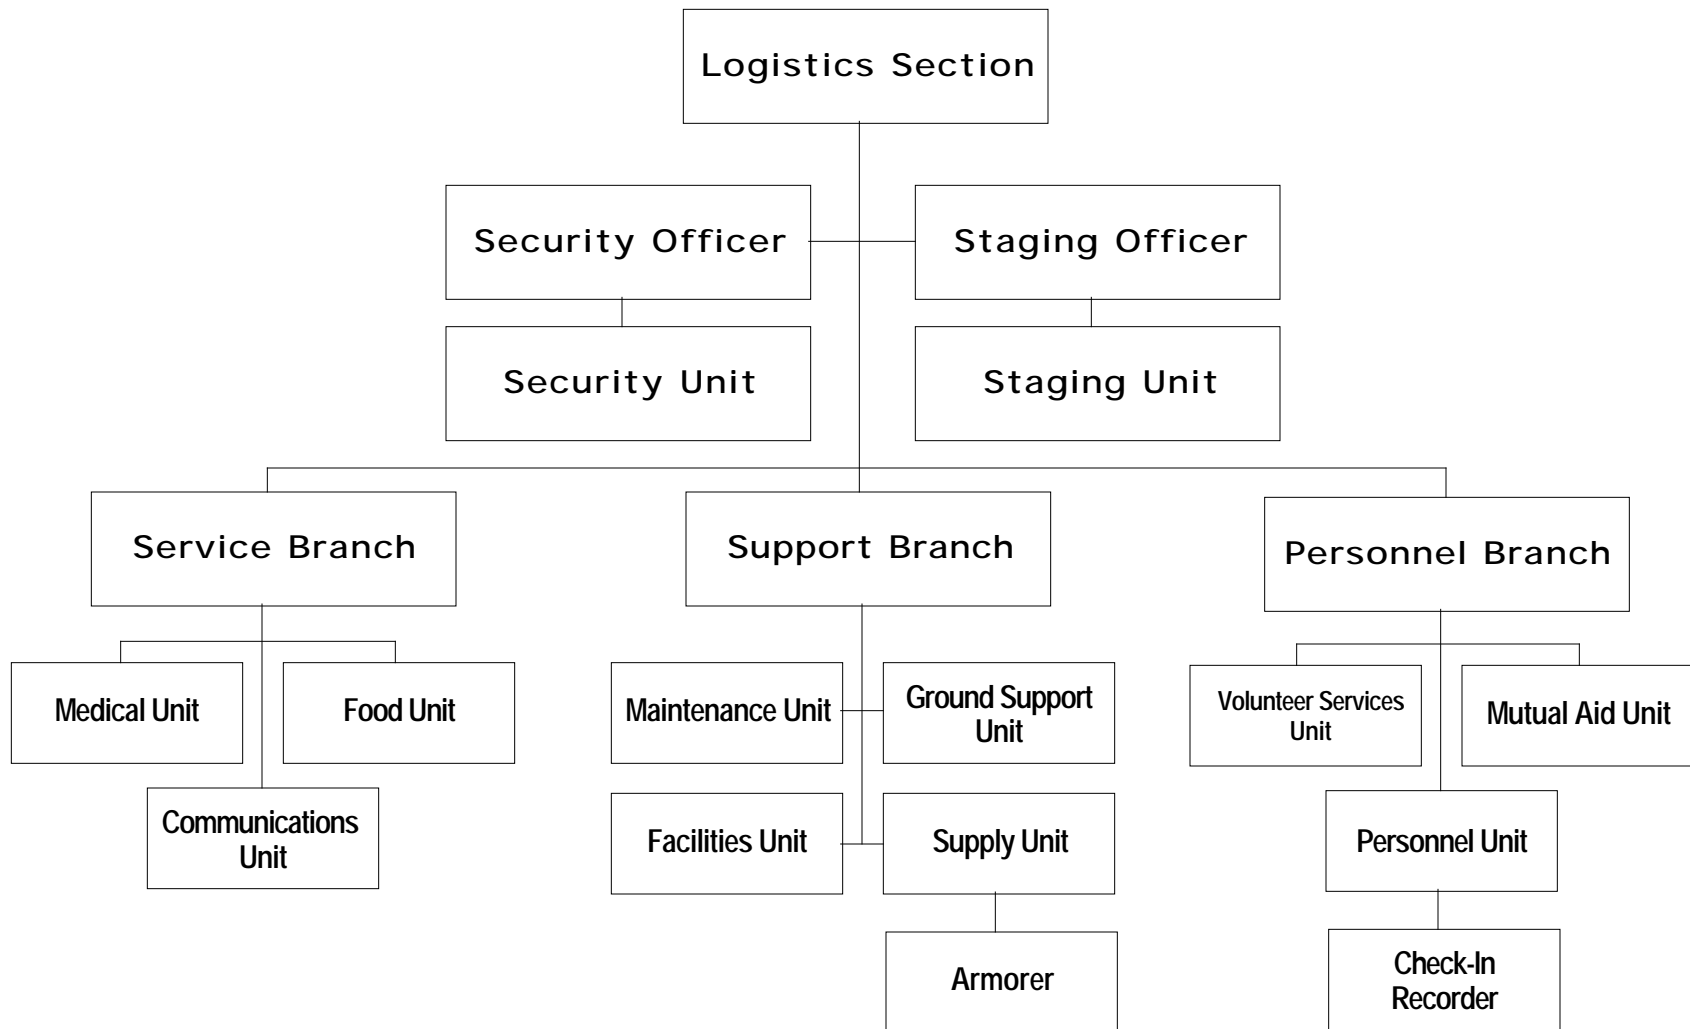 Logistics Section
Security Officer
Staging Officer
Security Unit
Staging Unit
Service Branch
Support Branch
Personnel Branch
Medical Unit
Food Unit
Maintenance Unit
Ground Support
Unit
Volunteer Services
Unit
Mutual Aid Unit
Communications
Unit
Facilities Unit
Supply Unit
Personnel Unit
Armorer
Check-In
Recorder